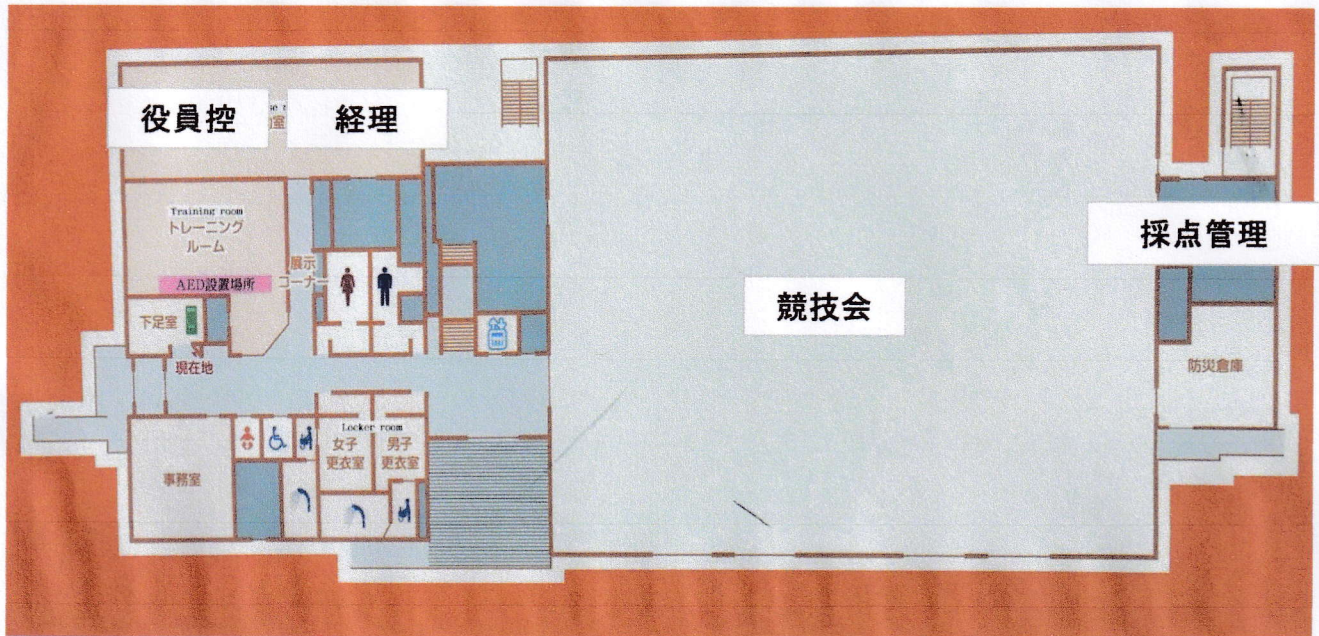 役員控
経理
Training room
トレーニング
ルーム
AED設置場所
展示
コーナー
下足室
現在地
事務室
Locker room
女子
更衣室
男子
更衣室
競技会
採点管理
防災倉庫